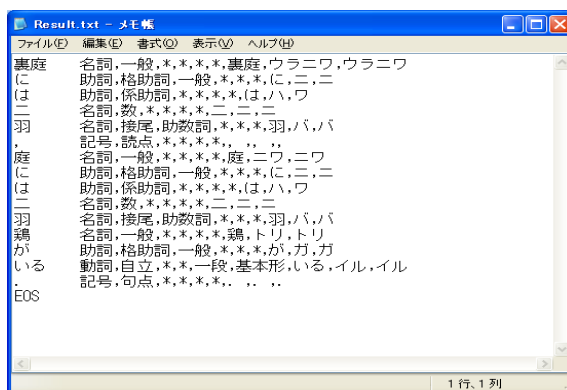 Result.txt - メモ帳
ファイル(F) 編集(E) 書式(O) 表示(V) ヘルプ(H)
裏庭 名詞,一般,*,*,*,*,裏庭,ウラニワ,ウラニワ
に 助詞,格助詞,一般,*,*,*,に,ニ,ニ
は 助詞,係助詞,*,*,*,*,は,ハ,ワ
二 名詞,数,*,*,*,*,二,ニ,ニ
羽 名詞,接尾,助数詞,*,*,*,羽,バ,バ
, 記号,読点,*,*,*,*,, ,, ,,
庭 名詞,一般,*,*,*,*,庭,ニワ,ニワ
に 助詞,格助詞,一般,*,*,*,に,ニ,ニ
は 助詞,係助詞,*,*,*,*,は,ハ,ワ
二 名詞,数,*,*,*,*,二,ニ,ニ
羽 名詞,接尾,助数詞,*,*,*,羽,バ,バ
鶏 名詞,一般,*,*,*,*,鶏,トリ,トリ
が 助詞,格助詞,一般,*,*,*,が,ガ,ガ
いる 動詞,自立,*,*,一段,基本形,いる,イル,イル
. 記号,句点,*,*,*,*,. ,. ,.
EOS
1 行、1 列